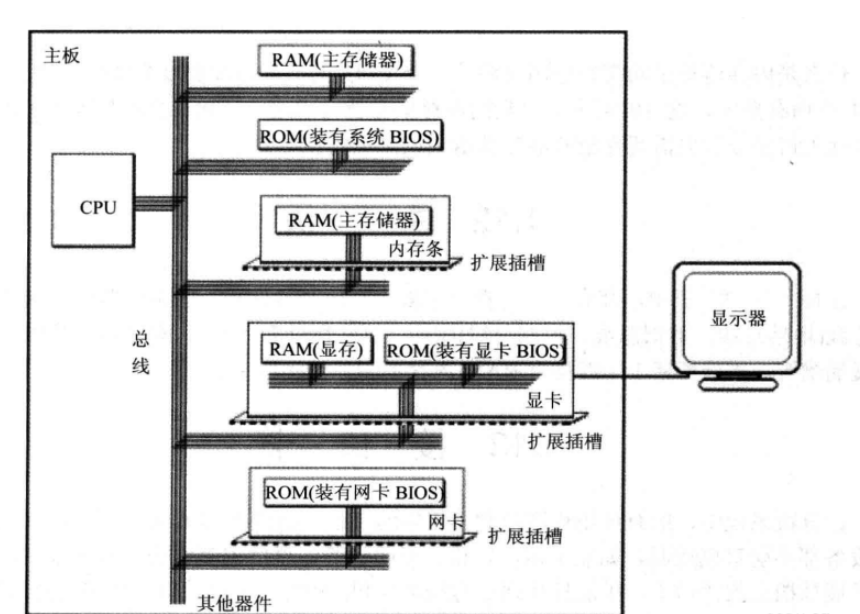 主板
RAM(主存储器)
ROM(装有系统 BIOS)
CPU
RAM(主存储器)
内存条
扩展插槽
总
线
显示器
RAM(显存)
ROM(装有显卡 BIOS)
显卡
扩展插槽
ROM(装有网卡 BIOS)
网卡
扩展插槽
其他器件